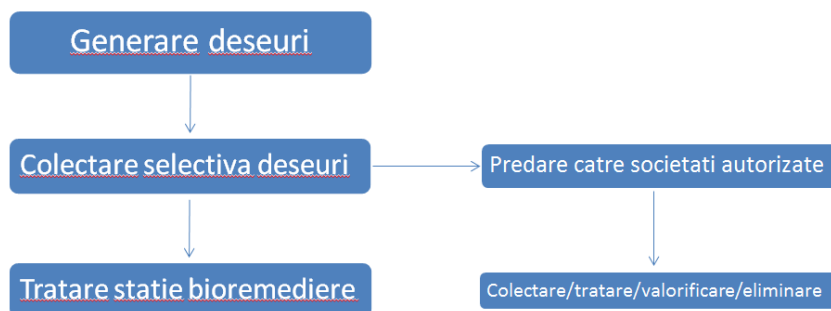 Generare deseuri
Colectare selectiva deseuri
Predare catre societati autorizate
Tratare statie bioremediere
Colectare/tratare/valorificare/eliminare